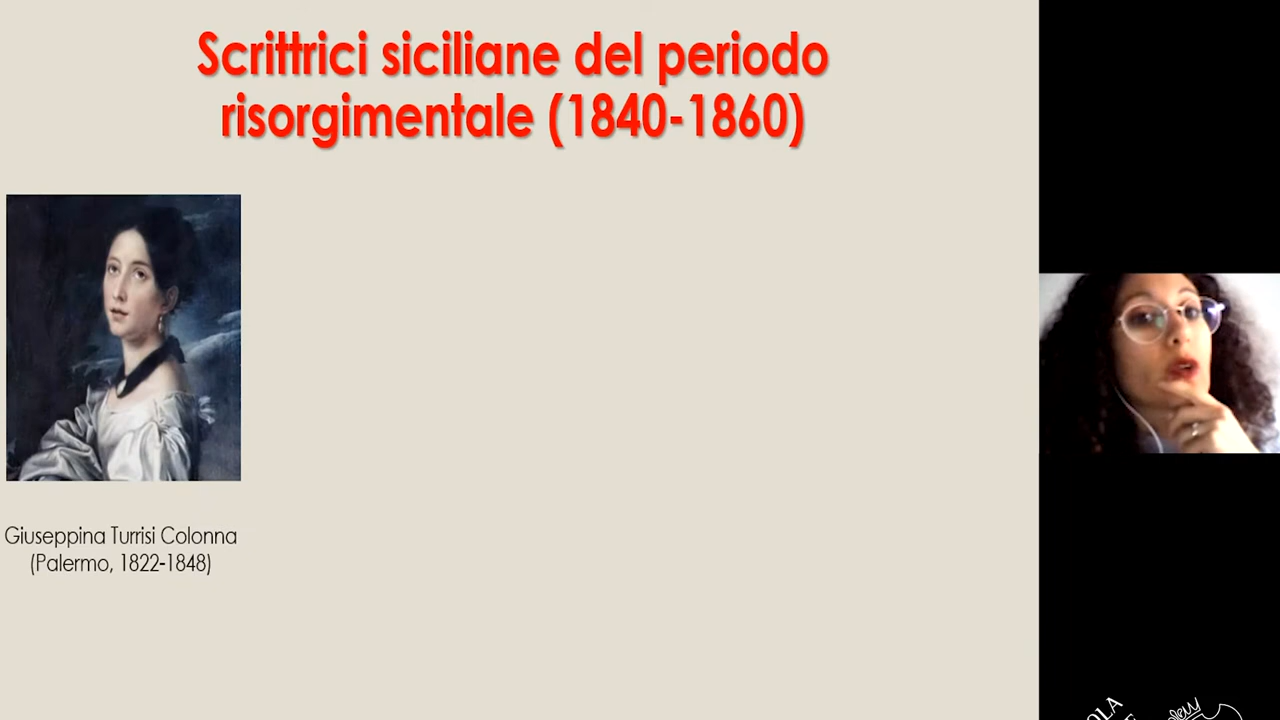 Scrittrici siciliane del periodo
risorgimentale (1840-1860)
Giuseppina Turrisi Colonna
(Palermo, 1822-1848)